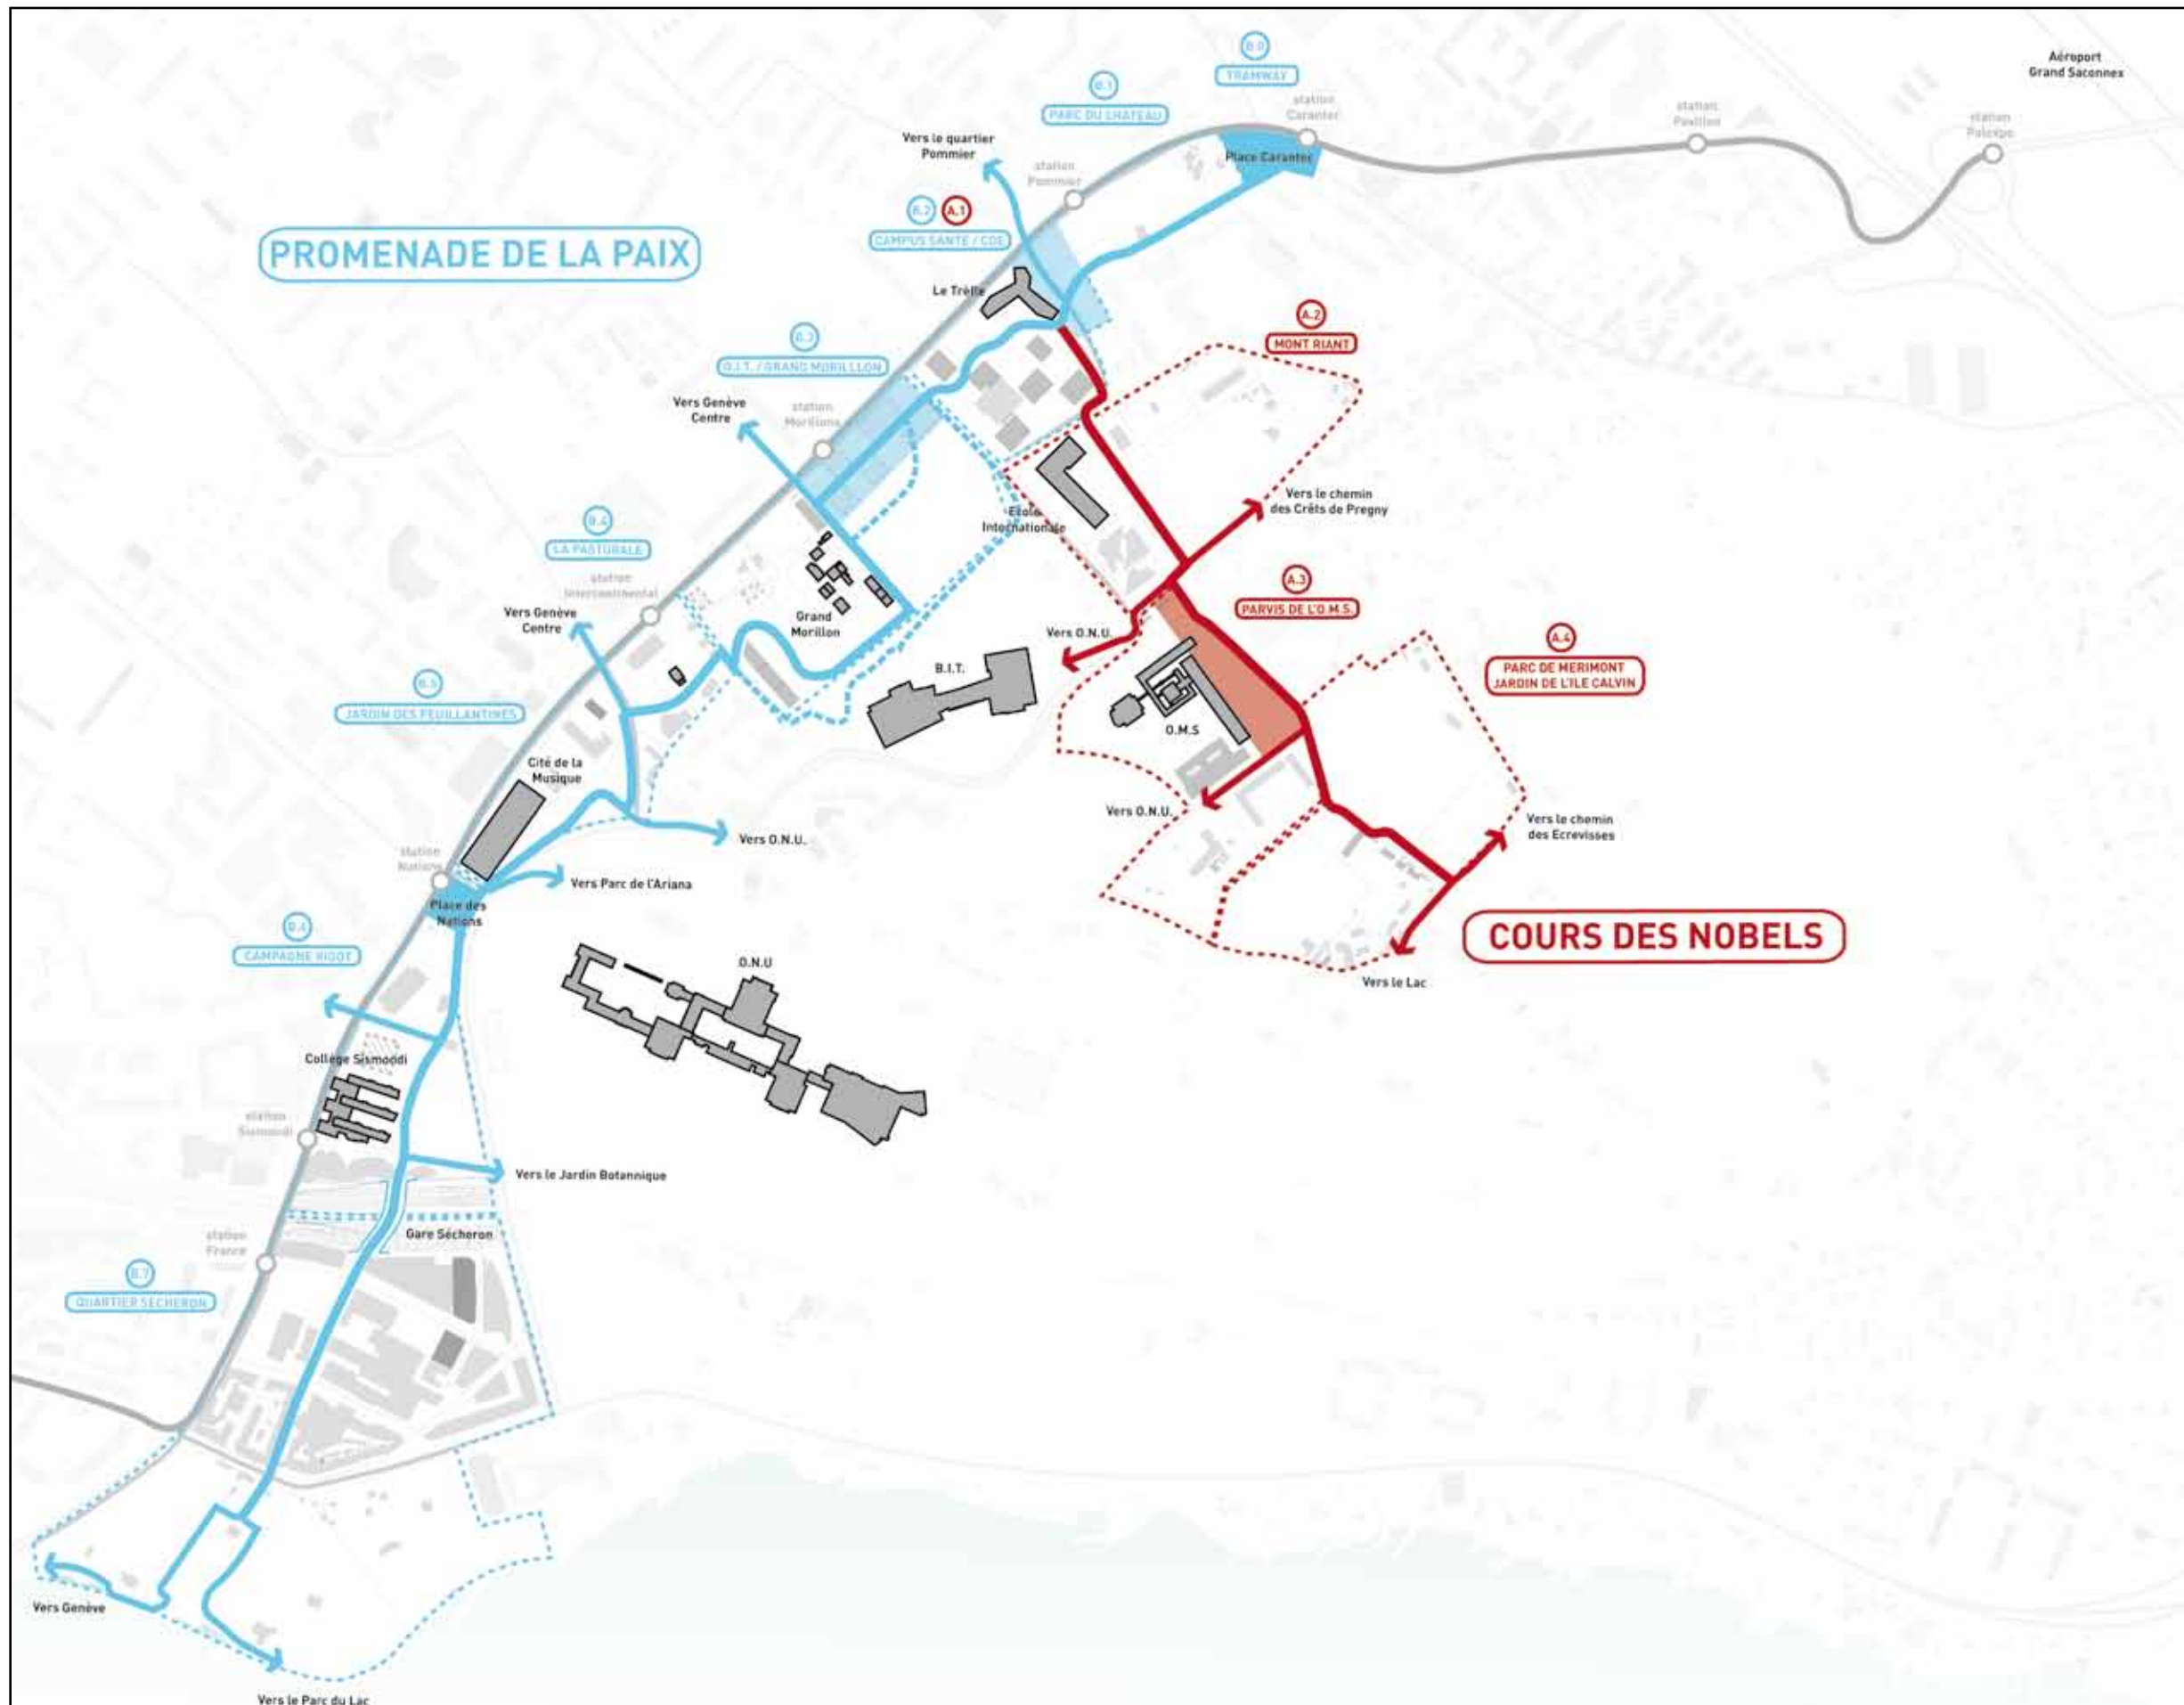 Aéroport
Grand Saconnex
B.0
TRAMWAY
B.1
PARC DU CHATEAU
station
Carantec
station
Pavillon
station
Palexpo
Vers le quartier
Pommier
Place Carantec
station
Pommier
B.2
A.1
CAMPUS SANTE / COE
PROMENADE DE LA PAIX
Le Trèfle
A.2
MONT RIANT
B.3
O.I.T. / GRAND MORILLLON
Vers Genève
Centre
station
Morillons
Vers le chemin
des Crêts de Pregny
Ecole
Internationale
B.4
LA PASTORALE
station
Intercontinental
A.3
PARVIS DE L'O.M.S.
Vers Genève
Centre
Grand
Morillon
Vers O.N.U.
A.4
PARC DE MERIMONT
JARDIN DE L'ILE CALVIN
B.I.T.
B.5
JARDIN DES FEUILLANTINES
O.M.S
Cité de la
Musique
Vers O.N.U.
Vers O.N.U.
Vers le chemin
des Ecrevisses
station
Nations
Vers Parc de l'Ariana
Place des
Nations
COURS DES NOBELS
B.6
CAMPAGNE RIGOT
O.N.U
Vers le Lac
Collège Sismondi
station
Sismondi
Vers le Jardin Botannique
station
France
Gare Sécheron
B.7
QUARTIER SECHERON
Vers Genève
Vers le Parc du Lac